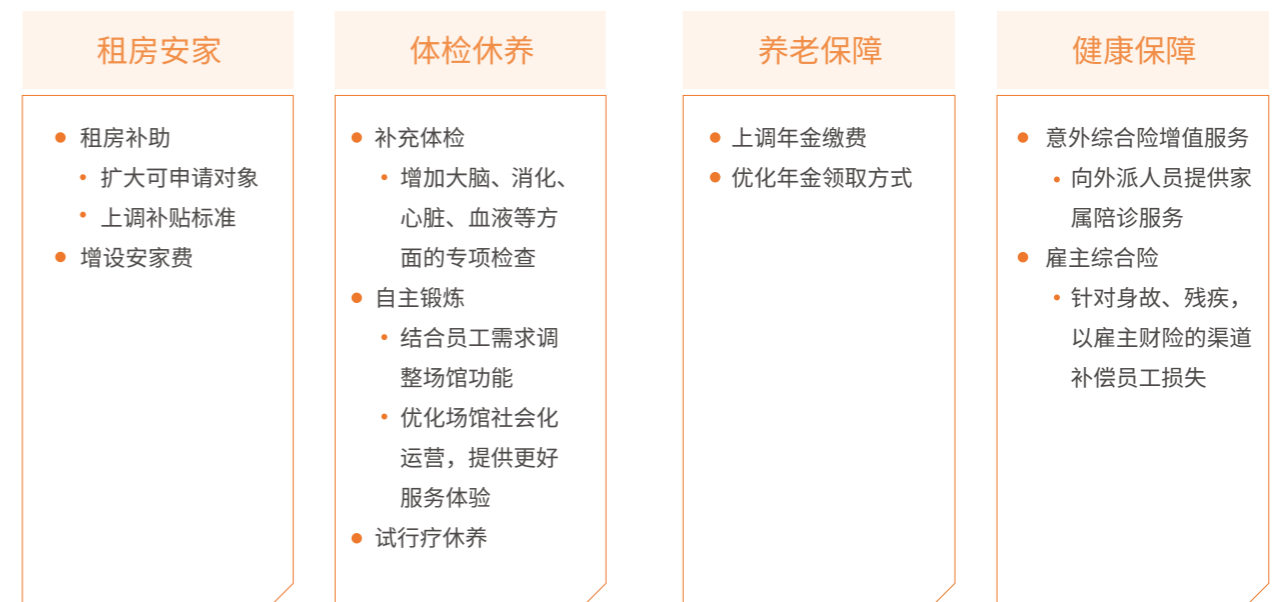 租房安家
租房补助
扩大可申请对象
上调补贴标准
增设安家费
体检休养
补充体检
增加大脑、消化、
心脏、血液等方
面的专项检查
自主锻炼
结合员工需求调
整场馆功能
优化场馆社会化
运营，提供更好
服务体验
试行疗休养
养老保障
上调年金缴费
优化年金领取方式
健康保障
意外综合险增值服务
向外派人员提供家
属陪诊服务
雇主综合险
针对身故、残疾，
以雇主财险的渠道
补偿员工损失